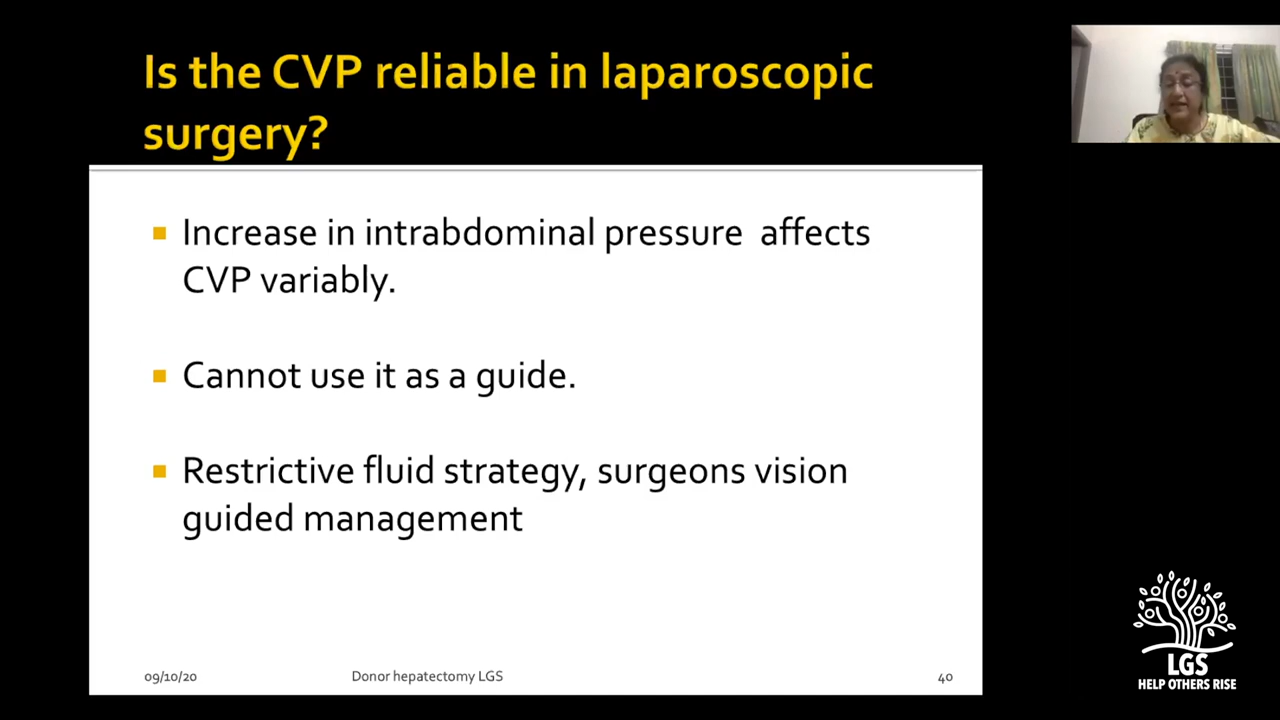 Is the CVP reliable in laparoscopic
surgery?
Increase in intrabdominal pressure affects
CVP variably.
Cannot use it as a guide.
Restrictive fluid strategy, surgeons vision
guided management
09/10/20 Donor hepatectomy LGS 40
LGS
HELP OTHERS RISE